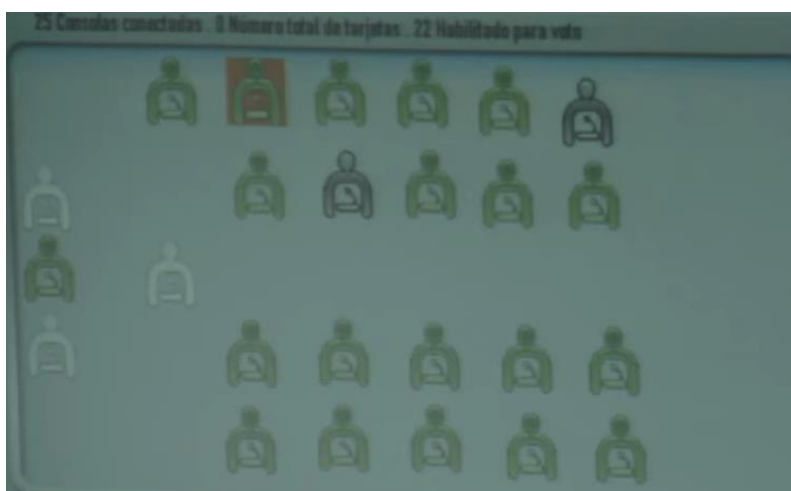 25 Consolas conectadas . 0 Número total de tarjetas . 22 Habilitado para voto